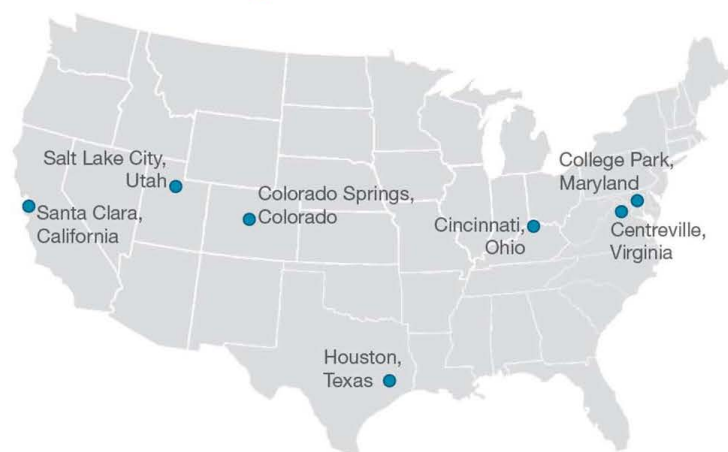 Salt Lake City,
Utah
Santa Clara,
California
Colorado Springs,
Colorado
Cincinnati,
Ohio
College Park,
Maryland
Centreville,
Virginia
Houston,
Texas